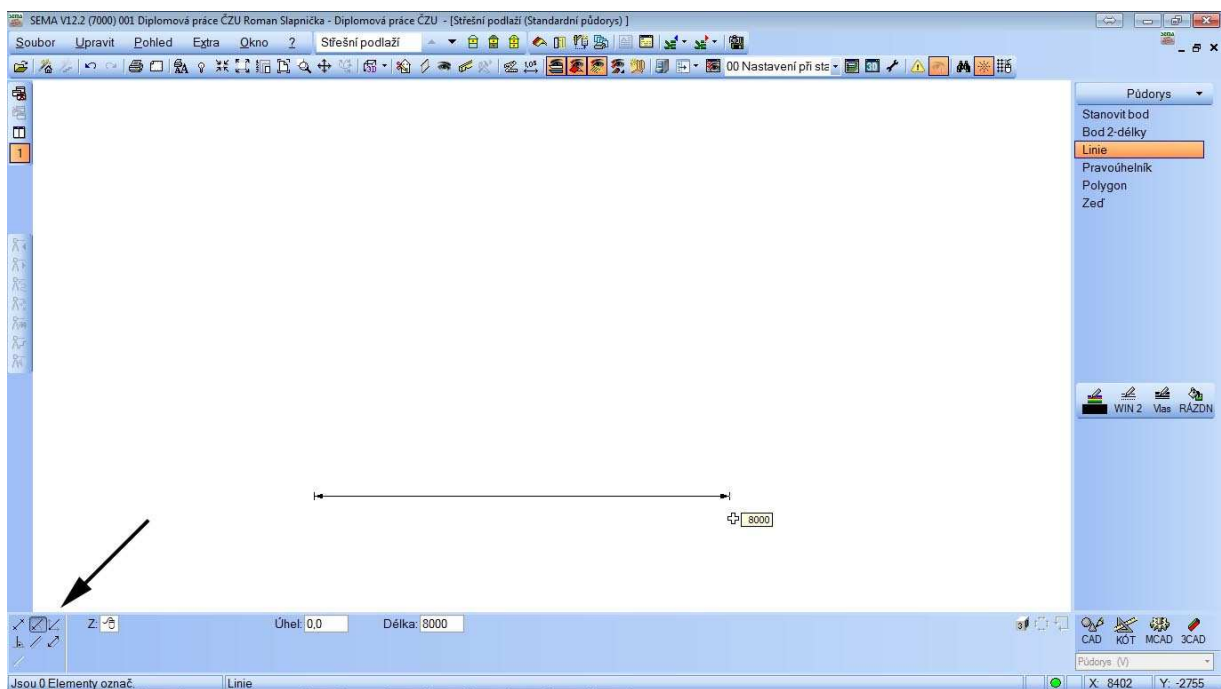 SEMA V12.2 (7000) 001 Diplomová práce ČZU Roman Slapnička - Diplomová práce ČZU - [Střešní podlaží (Standardní půdorys) ]
Soubor Upravit Pohled Extra Okno ? Střešní podlaží
00 Nastavení při sta
Půdorys
Stanovit bod
Bod 2-délky
1
Linie
Pravoúhelník
Polygon
Zeď
WIN 2 Vlas RÁZDN
8000
Z: Úhel: 0,0 Délka: 8000
CAD KÓT MCAD 3CAD
Půdorys (V)
Jsou 0 Elementy označ. Linie X: 8402 Y: -2755